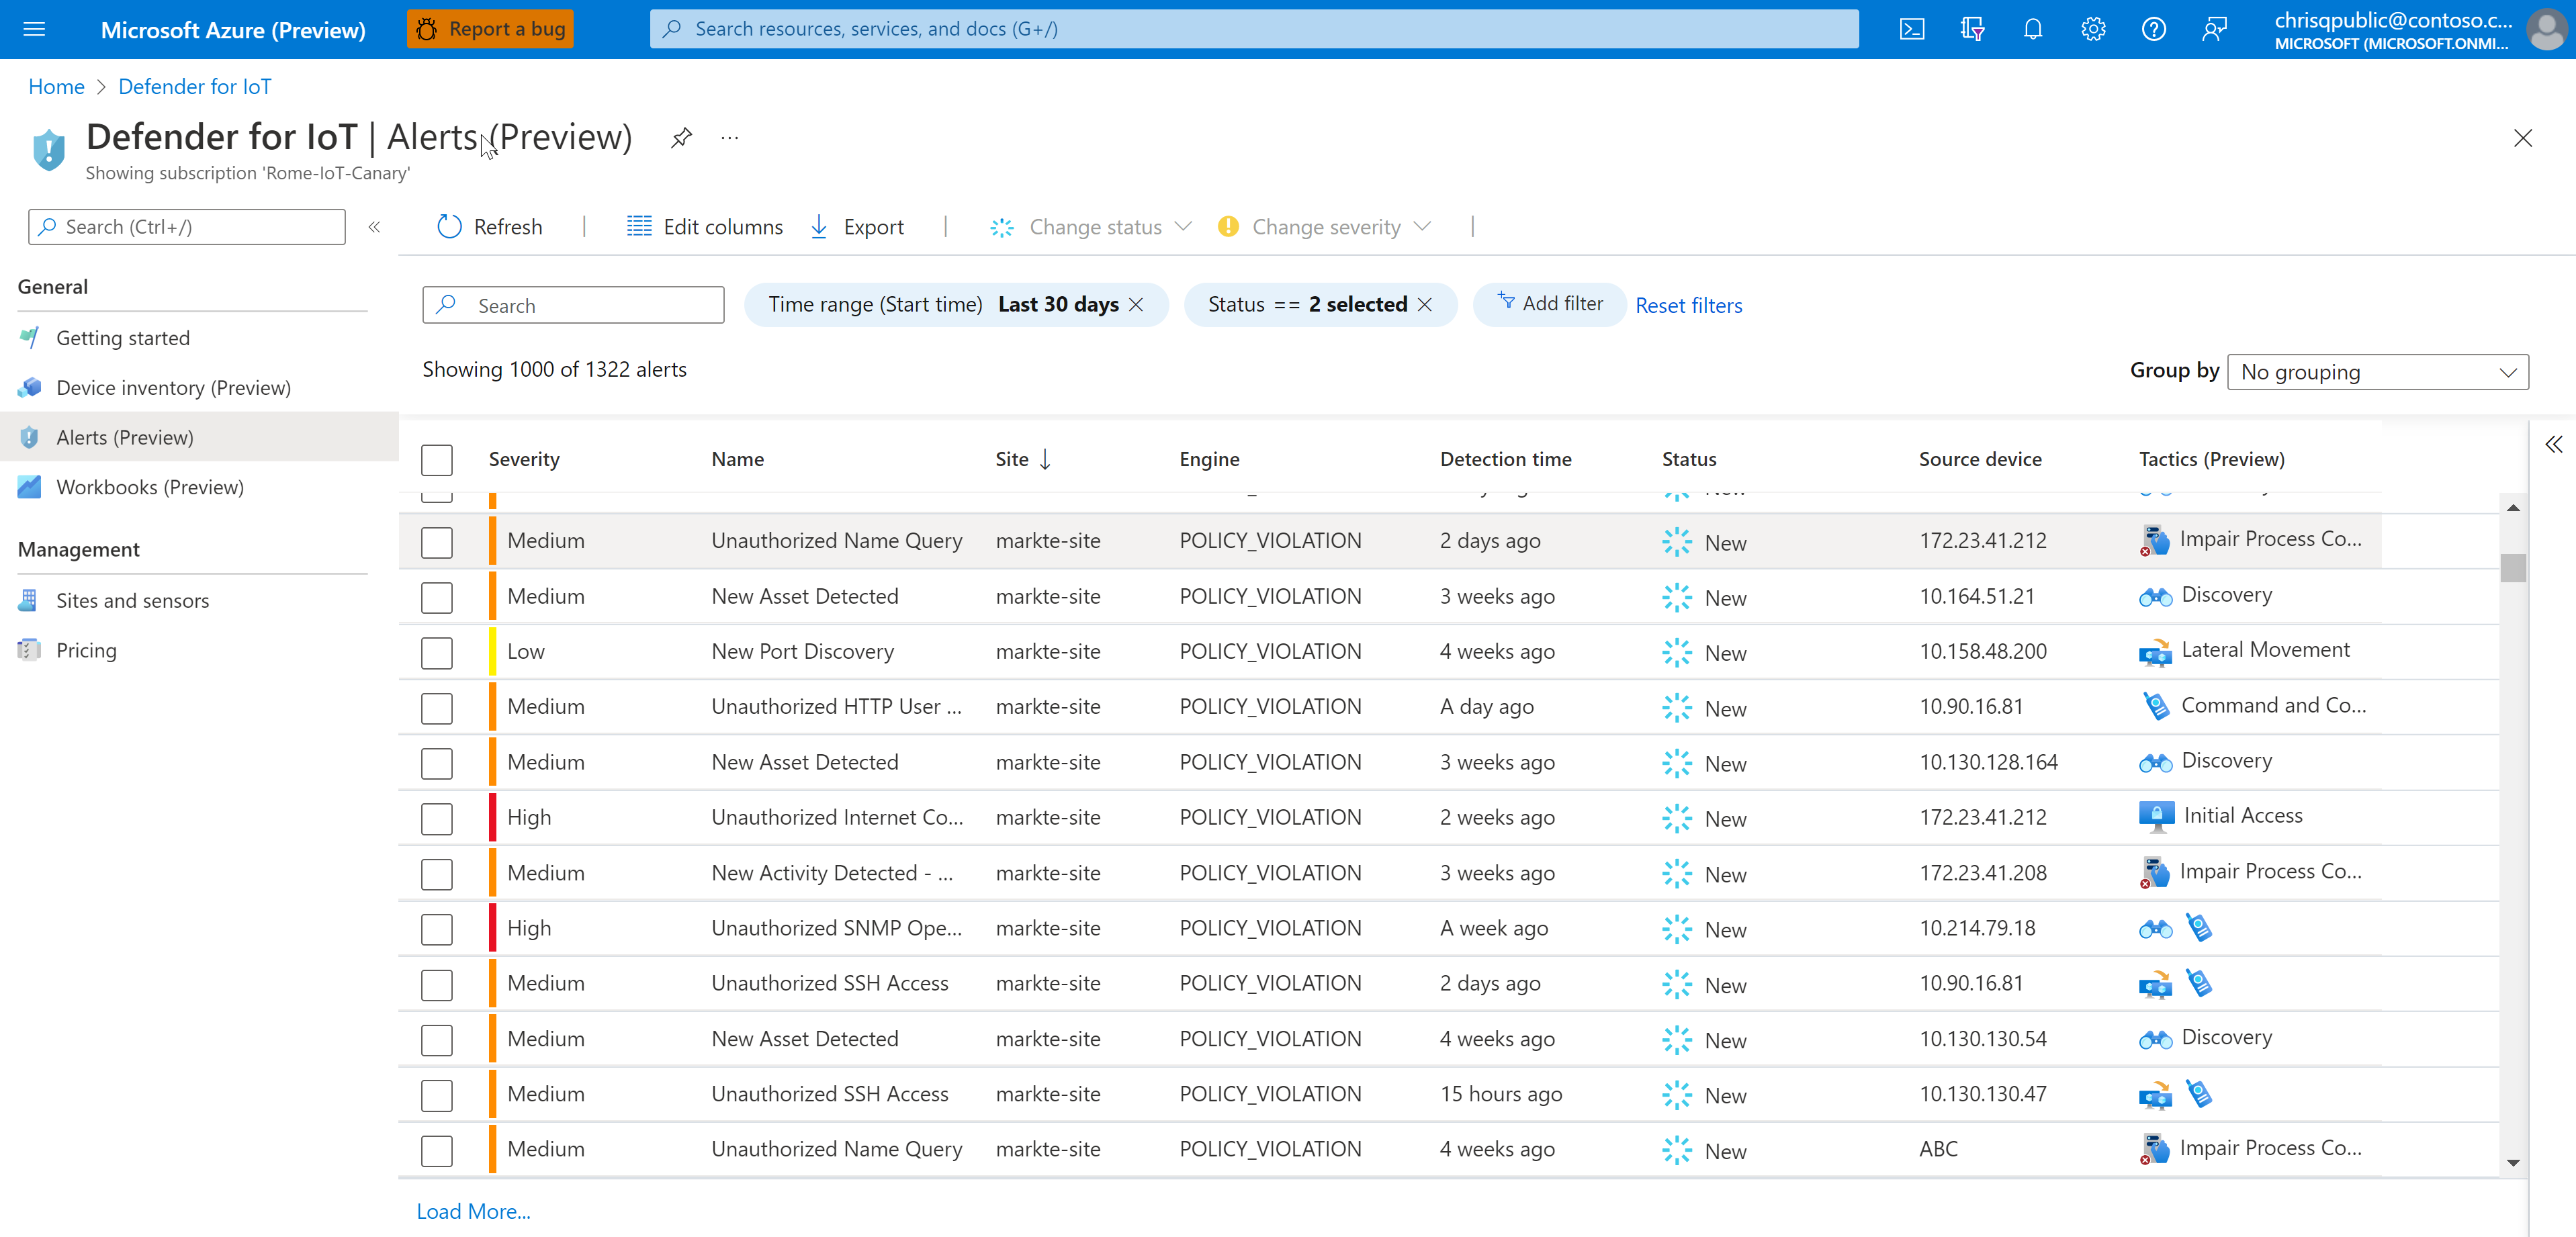 Microsoft Azure (Preview) Report a bug Search resources, services, and docs (G+/) chrisqpublic@contoso.c...
MICROSOFT (MICROSOFT.ONMI...
Home > Defender for IoT
Defender for IoT | Alerts (Preview) ...
Showing subscription 'Rome-IoT-Canary'
Search (Ctrl+/) «
Refresh | Edit columns Export | Change status Change severity |
General
Getting started
Device inventory (Preview)
Alerts (Preview)
Workbooks (Preview)
Management
Sites and sensors
Pricing
Search Time range (Start time) Last 30 days Status == 2 selected Add filter Reset filters
Showing 1000 of 1322 alerts Group by No grouping
Severity Name Site ↓ Engine Detection time Status Source device Tactics (Preview)
Medium Unauthorized Name Query markte-site POLICY_VIOLATION 2 days ago New 172.23.41.212 Impair Process Co...
Medium New Asset Detected markte-site POLICY_VIOLATION 3 weeks ago New 10.164.51.21 Discovery
Low New Port Discovery markte-site POLICY_VIOLATION 4 weeks ago New 10.158.48.200 Lateral Movement
Medium Unauthorized HTTP User ... markte-site POLICY_VIOLATION A day ago New 10.90.16.81 Command and Co...
Medium New Asset Detected markte-site POLICY_VIOLATION 3 weeks ago New 10.130.128.164 Discovery
High Unauthorized Internet Co... markte-site POLICY_VIOLATION 2 weeks ago New 172.23.41.212 Initial Access
Medium New Activity Detected - ... markte-site POLICY_VIOLATION 3 weeks ago New 172.23.41.208 Impair Process Co...
High Unauthorized SNMP Ope... markte-site POLICY_VIOLATION A week ago New 10.214.79.18
Medium Unauthorized SSH Access markte-site POLICY_VIOLATION 2 days ago New 10.90.16.81
Medium New Asset Detected markte-site POLICY_VIOLATION 4 weeks ago New 10.130.130.54 Discovery
Medium Unauthorized SSH Access markte-site POLICY_VIOLATION 15 hours ago New 10.130.130.47
Medium Unauthorized Name Query markte-site POLICY_VIOLATION 4 weeks ago New ABC Impair Process Co...
Load More...